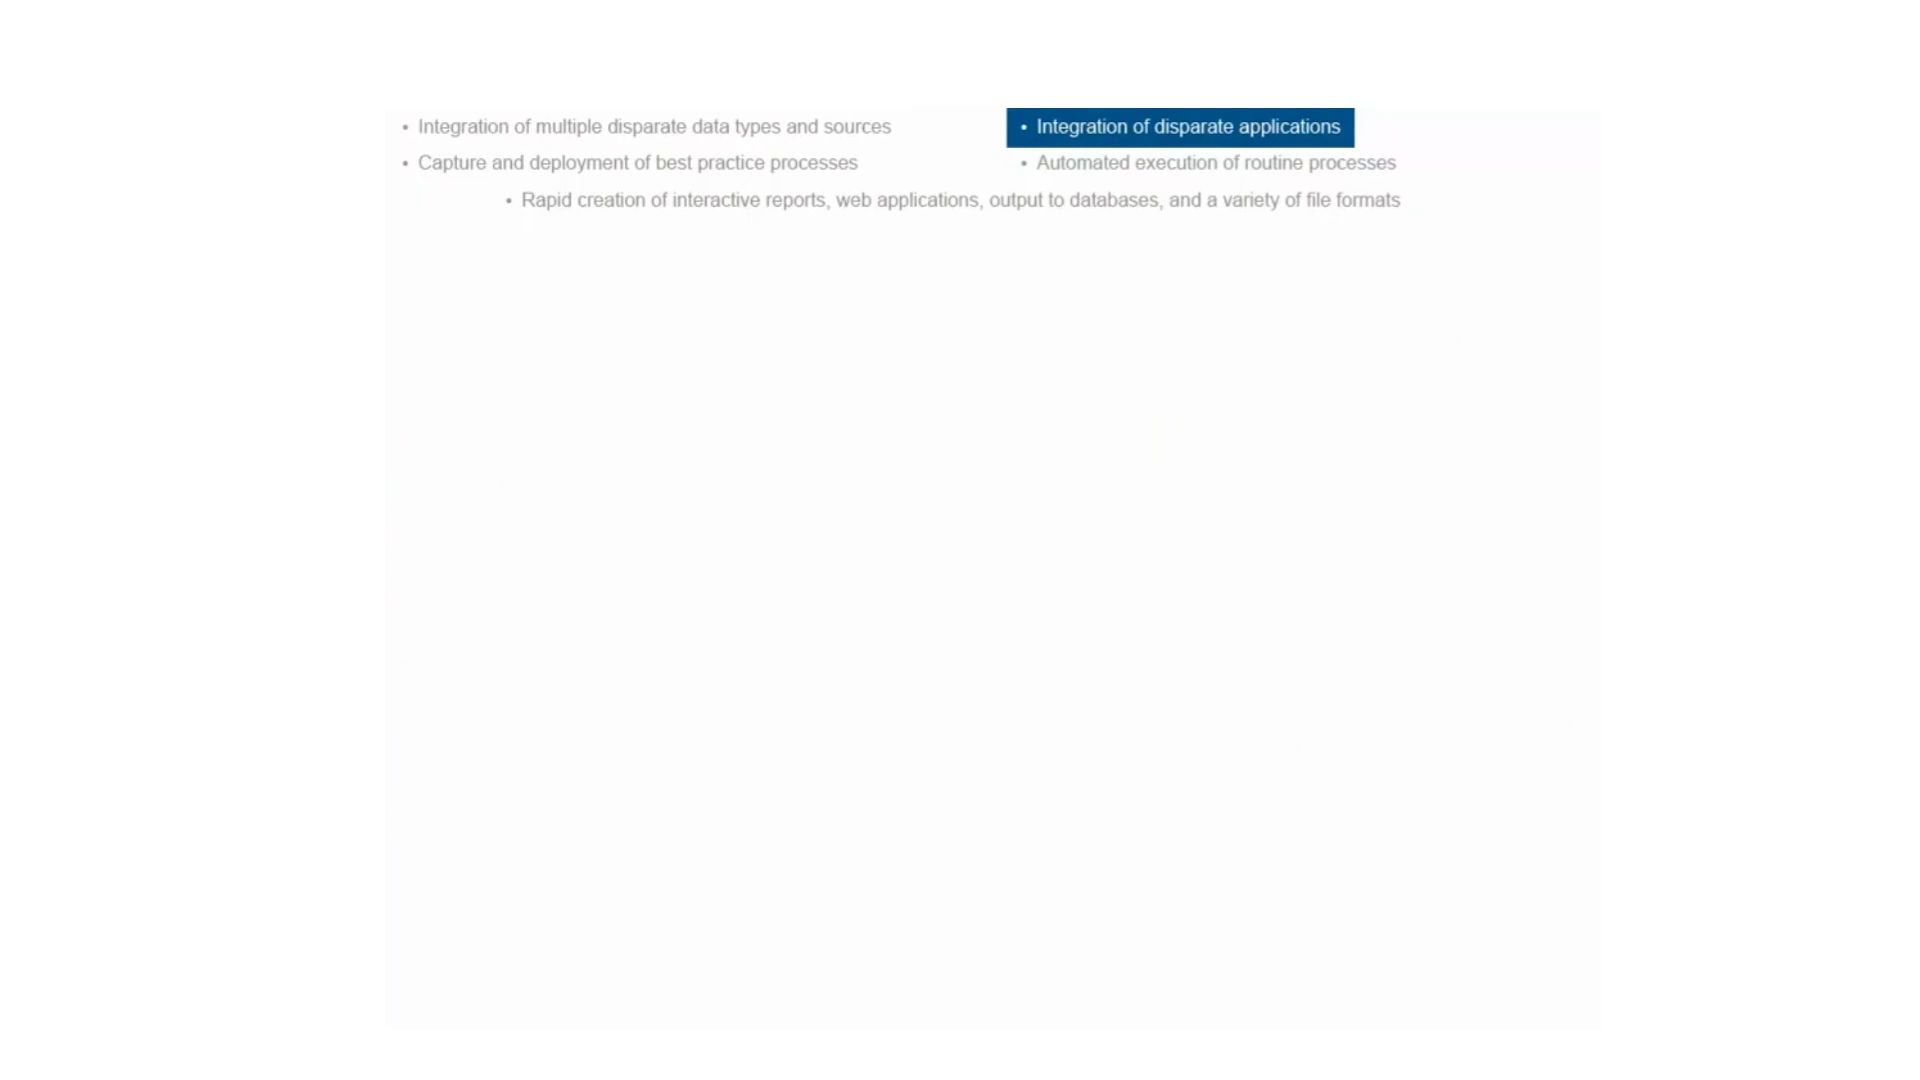 • Integration of multiple disparate data types and sources
• Integration of disparate applications
• Capture and deployment of best practice processes
• Automated execution of routine processes
• Rapid creation of interactive reports, web applications, output to databases, and a variety of file formats